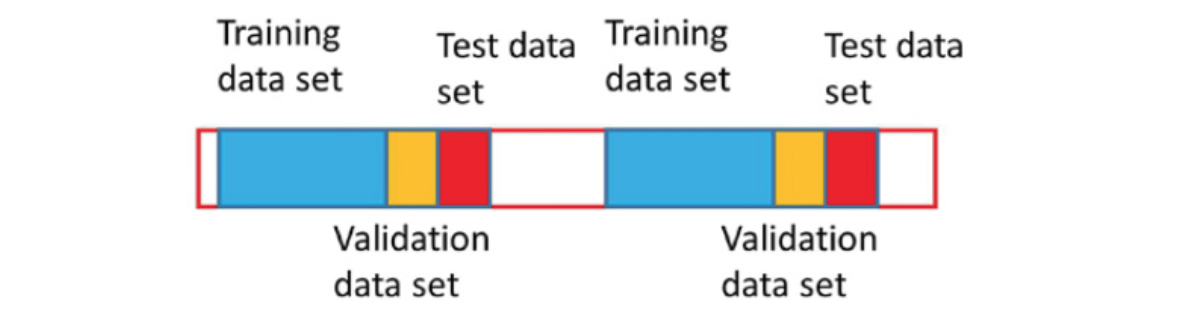 Training
data set
Test data
set
Training
data set
Test data
set
Validation
data set
Validation
data set